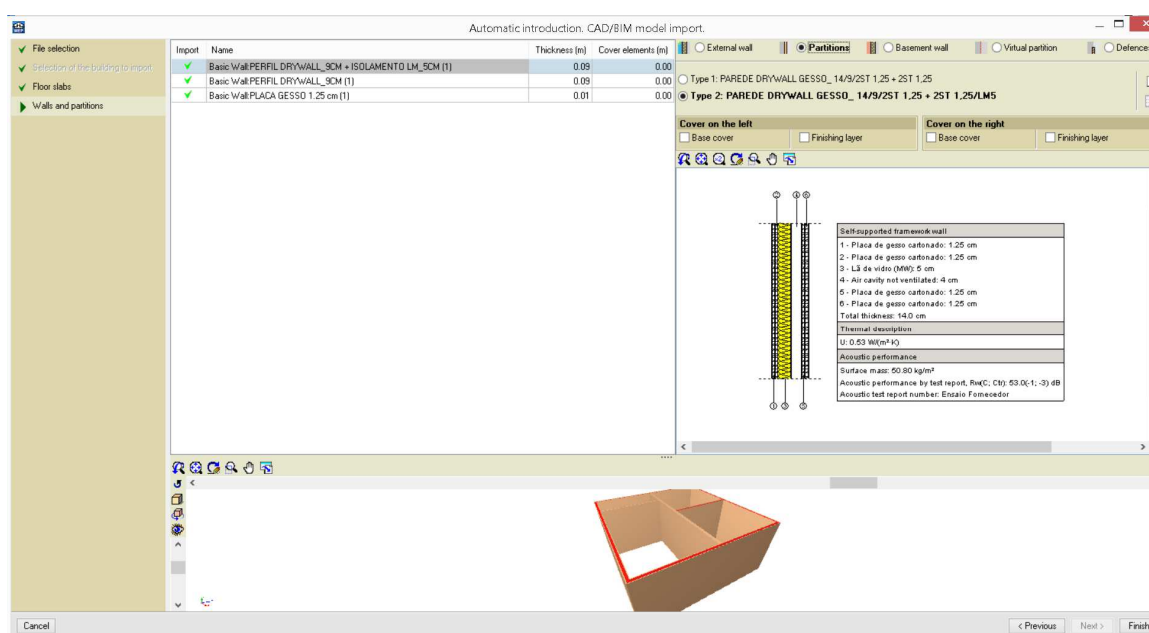 Automatic introduction. CAD/BIM model import.
File selection
Selection of the building to import
Floor slabs
Walls and partitions
Import Name Thickness (m) Cover elements (m)
Basic Wall:PERFIL DRYWALL_9CM + ISOLAMENTO LM_5CM (1) 0.09 0.00
Basic Wall:PERFIL DRYWALL_9CM (1) 0.09 0.00
Basic Wall:PLACA GESSO 1.25 cm (1) 0.01 0.00
External wall Partitions Basement wall Virtual partition Defences
Type 1: PAREDE DRYWALL GESSO_ 14/9/2ST 1,25 + 2ST 1,25
Type 2: PAREDE DRYWALL GESSO_ 14/9/2ST 1,25 + 2ST 1,25/LM5
Cover on the left Cover on the right
Base cover Finishing layer Base cover Finishing layer
2 4 6
Self-supported framework wall
1 - Placa de gesso cartonado: 1.25 cm
2 - Placa de gesso cartonado: 1.25 cm
3 - Lã de vidro (MW): 5 cm
4 - Air cavity not ventilated: 4 cm
5 - Placa de gesso cartonado: 1.25 cm
6 - Placa de gesso cartonado: 1.25 cm
Total thickness: 14.0 cm
Thermal description
U: 0.53 W/(m²·K)
Acoustic performance
Surface mass: 50.80 kg/m²
Acoustic performance by test report, Rw(C; Ctr): 53.0(-1; -3) dB
Acoustic test report number: Ensaio Fornecedor
1 3 5
Cancel < Previous Next > Finish